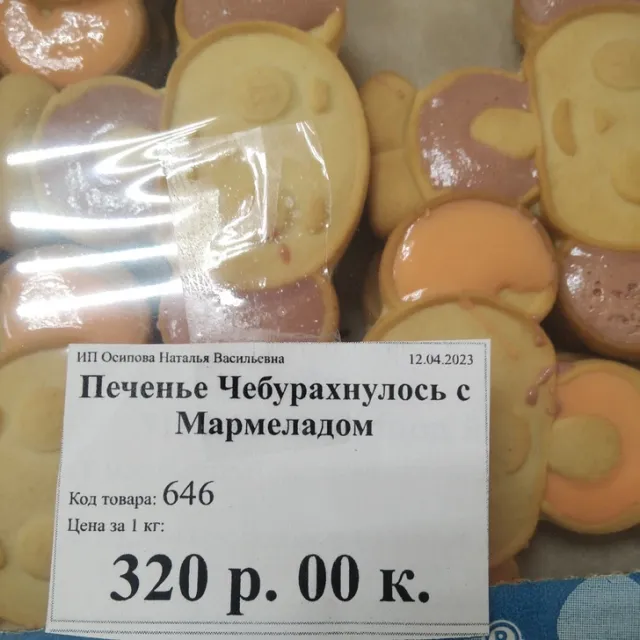 ИП Осипова Наталья Васильевна 12.04.2023
Печенье Чебурахнулось с
Мармеладом
Код товара: 646
Цена за 1 кг:
320 р. 00 к.
®